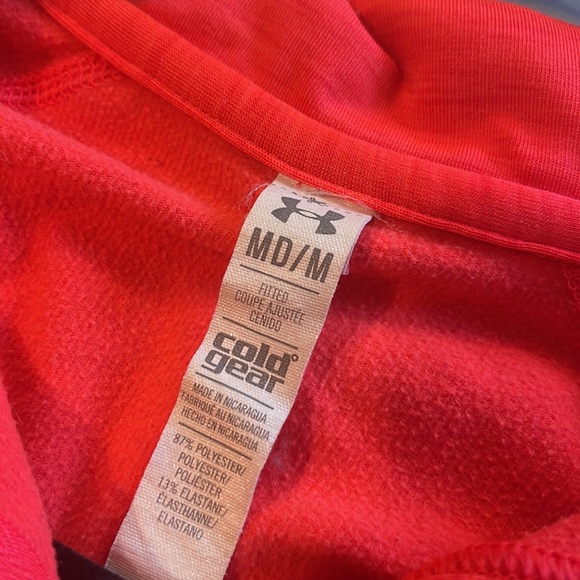 MD/M
FITTED
COUPE AJUSTÉE
CENIDO
cold
gear
MADE IN NICARAGUA
FABRIQUÉ AU NICARAGUA
HECHO EN NICARAGUA
87% POLYESTER/
POLYESTER/
POLIÉSTER
13% ELASTANE/
ÉLASTHANNE/
ELASTANO